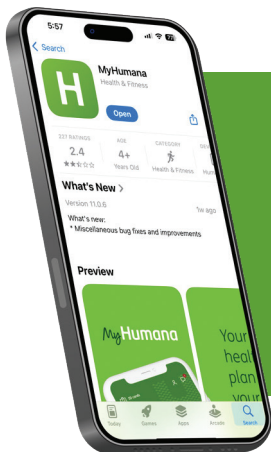 5:57
Search
MyHumana
Health & Fitness
H
Open
221 RATINGS
AGE
CATEGORY
2.4
4+
Years Old
Health & Fitness
What's New
Version 11.0.6
1w ago
What's new:
* Miscellaneous bug fixes and improvements
Preview
MyHumana
Your
heal
plan
your
Today
Games
Apps
Arcade
Search